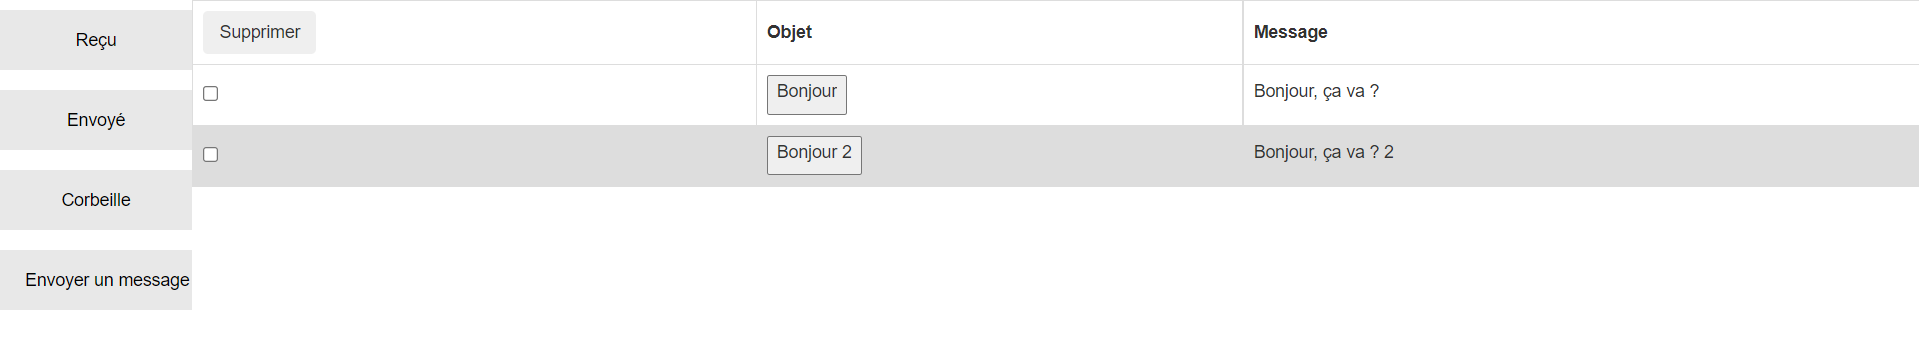 Reçu
Envoyé
Corbeille
Envoyer un message
Supprimer Objet Message
Bonjour Bonjour, ça va ?
Bonjour 2 Bonjour, ça va ? 2